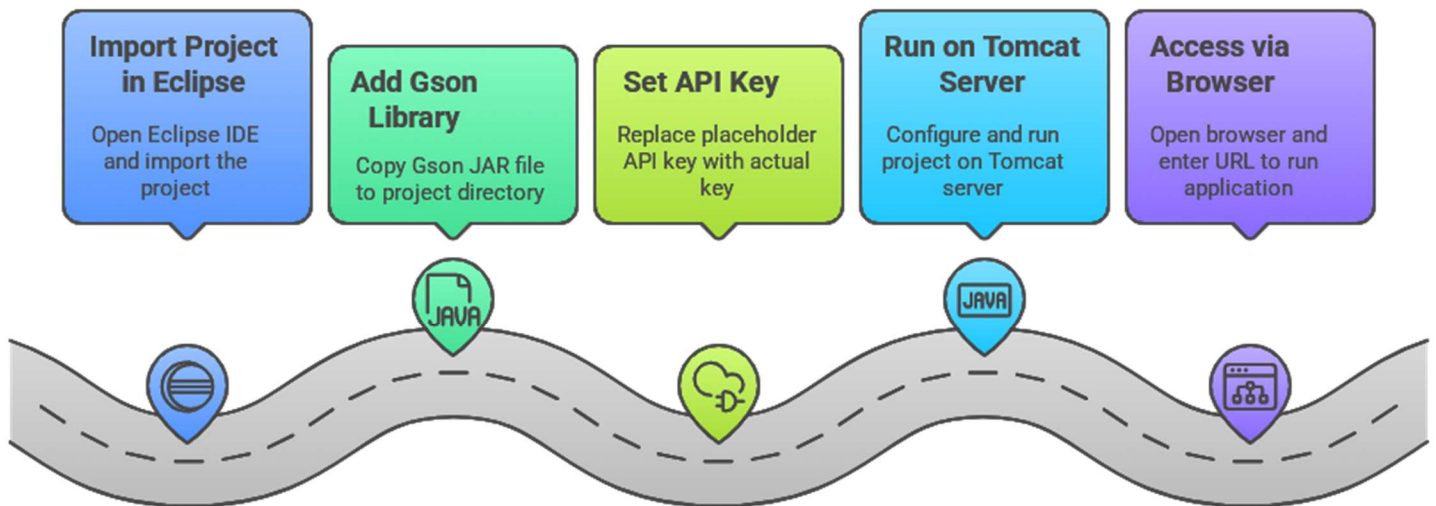 Import Project
in Eclipse
Open Eclipse IDE
and import the
project
Add Gson
Library
Copy Gson JAR file
to project directory
Set API Key
Replace placeholder
API key with actual
key
Run on Tomcat
Server
Configure and run
project on Tomcat
server
Access via
Browser
Open browser and
enter URL to run
application
JAVA
JAVA